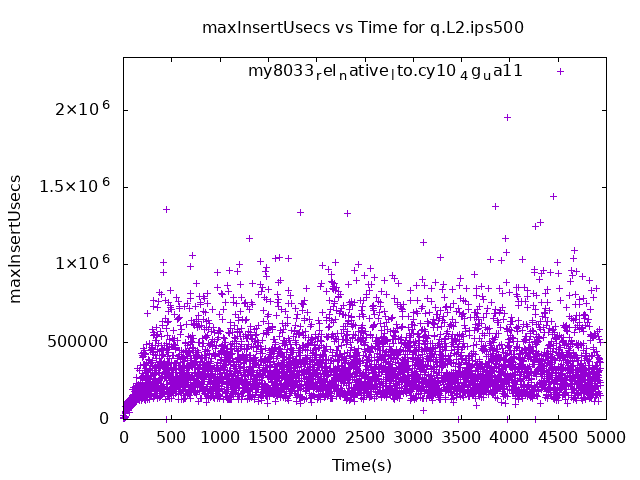 maxInsertUsecs vs Time for q.L2.ips500
my8033rel_native_lto.cy10_4g_ua11
2×10^6
1.5×10^6
1×10^6
500000
0
maxInsertUsecs
0 500 1000 1500 2000 2500 3000 3500 4000 4500 5000
Time(s)